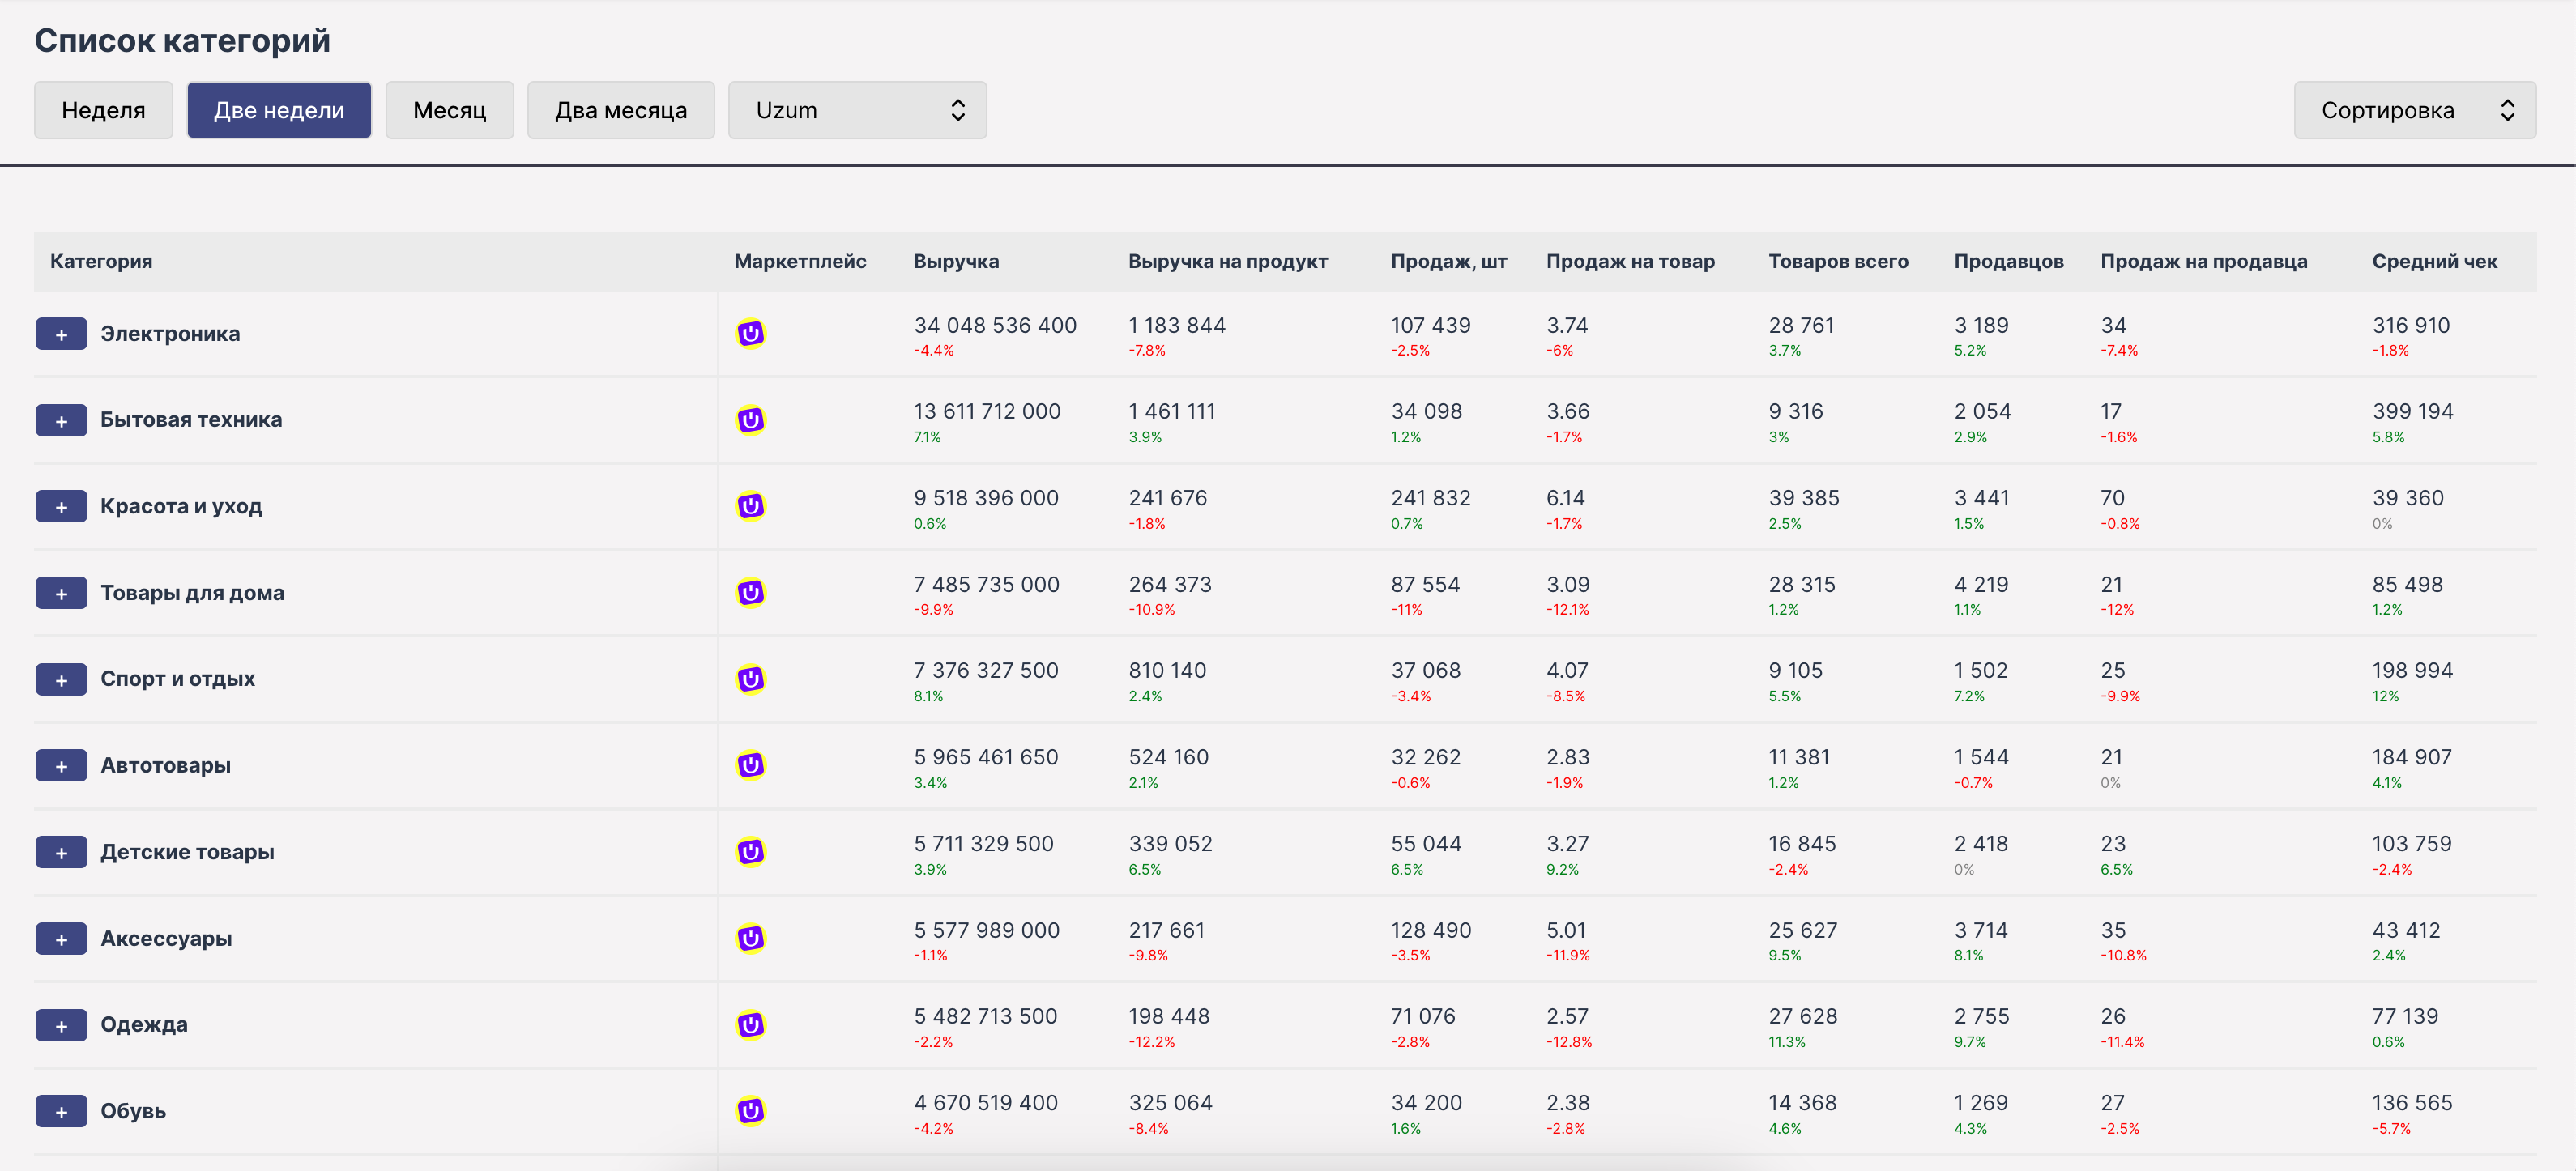 Список категорий
Неделя Две недели Месяц Два месяца Uzum Сортировка
Категория Маркетплейс Выручка Выручка на продукт Продаж, шт Продаж на товар Товаров всего Продавцов Продаж на продавца Средний чек
+ Электроника 34 048 536 400 1 183 844 107 439 3.74 28 761 3 189 34 316 910
-4.4% -7.8% -2.5% -6% 3.7% 5.2% -7.4% -1.8%
+ Бытовая техника 13 611 712 000 1 461 111 34 098 3.66 9 316 2 054 17 399 194
7.1% 3.9% 1.2% -1.7% 3% 2.9% -1.6% 5.8%
+ Красота и уход 9 518 396 000 241 676 241 832 6.14 39 385 3 441 70 39 360
0.6% -1.8% 0.7% -1.7% 2.5% 1.5% -0.8% 0%
+ Товары для дома 7 485 735 000 264 373 87 554 3.09 28 315 4 219 21 85 498
-9.9% -10.9% -11% -12.1% 1.2% 1.1% -12% 1.2%
+ Спорт и отдых 7 376 327 500 810 140 37 068 4.07 9 105 1 502 25 198 994
8.1% 2.4% -3.4% -8.5% 5.5% 7.2% -9.9% 12%
+ Автотовары 5 965 461 650 524 160 32 262 2.83 11 381 1 544 21 184 907
3.4% 2.1% -0.6% -1.9% 1.2% -0.7% 0% 4.1%
+ Детские товары 5 711 329 500 339 052 55 044 3.27 16 845 2 418 23 103 759
3.9% 6.5% 6.5% 9.2% -2.4% 0% 6.5% -2.4%
+ Аксессуары 5 577 989 000 217 661 128 490 5.01 25 627 3 714 35 43 412
-1.1% -9.8% -3.5% -11.9% 9.5% 8.1% -10.8% 2.4%
+ Одежда 5 482 713 500 198 448 71 076 2.57 27 628 2 755 26 77 139
-2.2% -12.2% -2.8% -12.8% 11.3% 9.7% -11.4% 0.6%
+ Обувь 4 670 519 400 325 064 34 200 2.38 14 368 1 269 27 136 565
-4.2% -8.4% 1.6% -2.8% 4.6% 4.3% -2.5% -5.7%